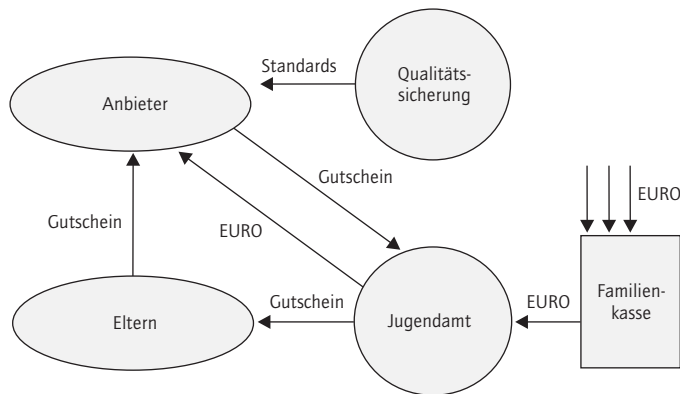 Standards
Qualitäts-
sicherung
Anbieter
Gutschein
EURO
Gutschein
EURO
Gutschein
EURO
Familien-
kasse
Eltern
Jugendamt